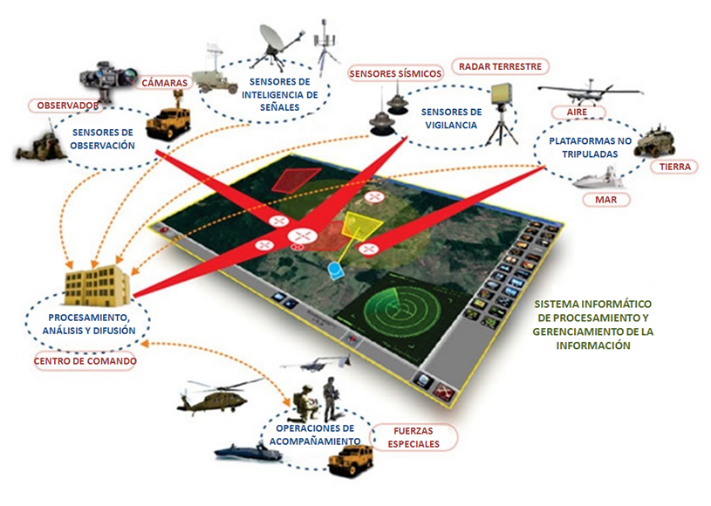 SENSORES DE
INTELIGENCIA DE
SEÑALES
CÁMARAS
OBSERVADOR
SENSORES DE
OBSERVACIÓN
SENSORES SÍSMICOS
RADAR TERRESTRE
SENSORES DE
VIGILANCIA
AIRE
PLATAFORMAS NO
TRIPULADAS
TIERRA
MAR
PROCESAMIENTO,
ANÁLISIS Y DIFUSIÓN
CENTRO DE COMANDO
SISTEMA INFORMÁTICO
DE PROCESAMIENTO Y
GERENCIAMIENTO DE LA
INFORMACIÓN
OPERACIONES DE
ACOMPAÑAMIENTO
FUERZAS
ESPECIALES